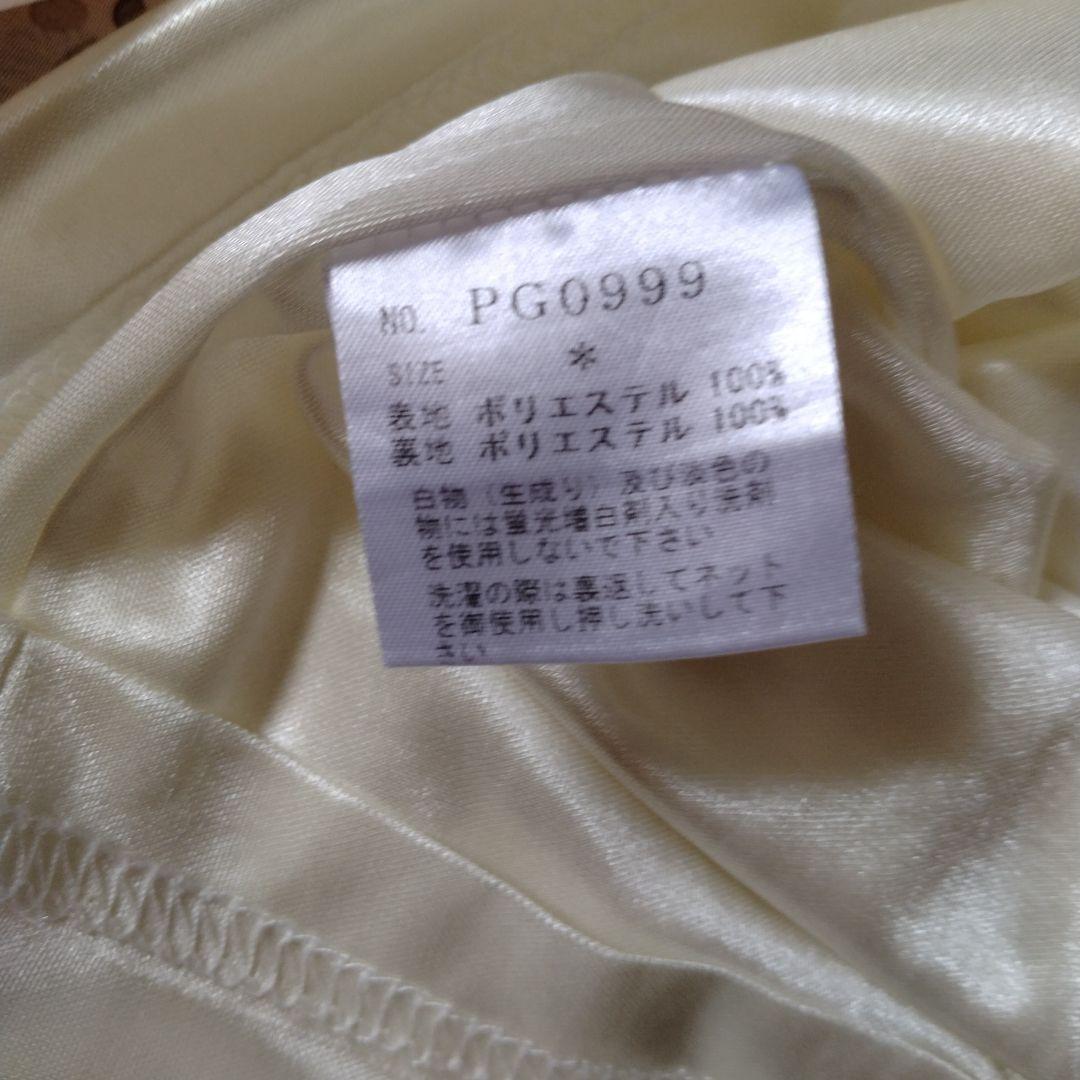 NO. PG0999
SIZE *
表地 ポリエステル 100%
裏地 ポリエステル 100%
白物(生成り)及び淡色の
物には蛍光増白剤入り洗剤
を使用しないで下さい
洗濯の際は裏返してネット
を御使用し押し洗いして下
さい